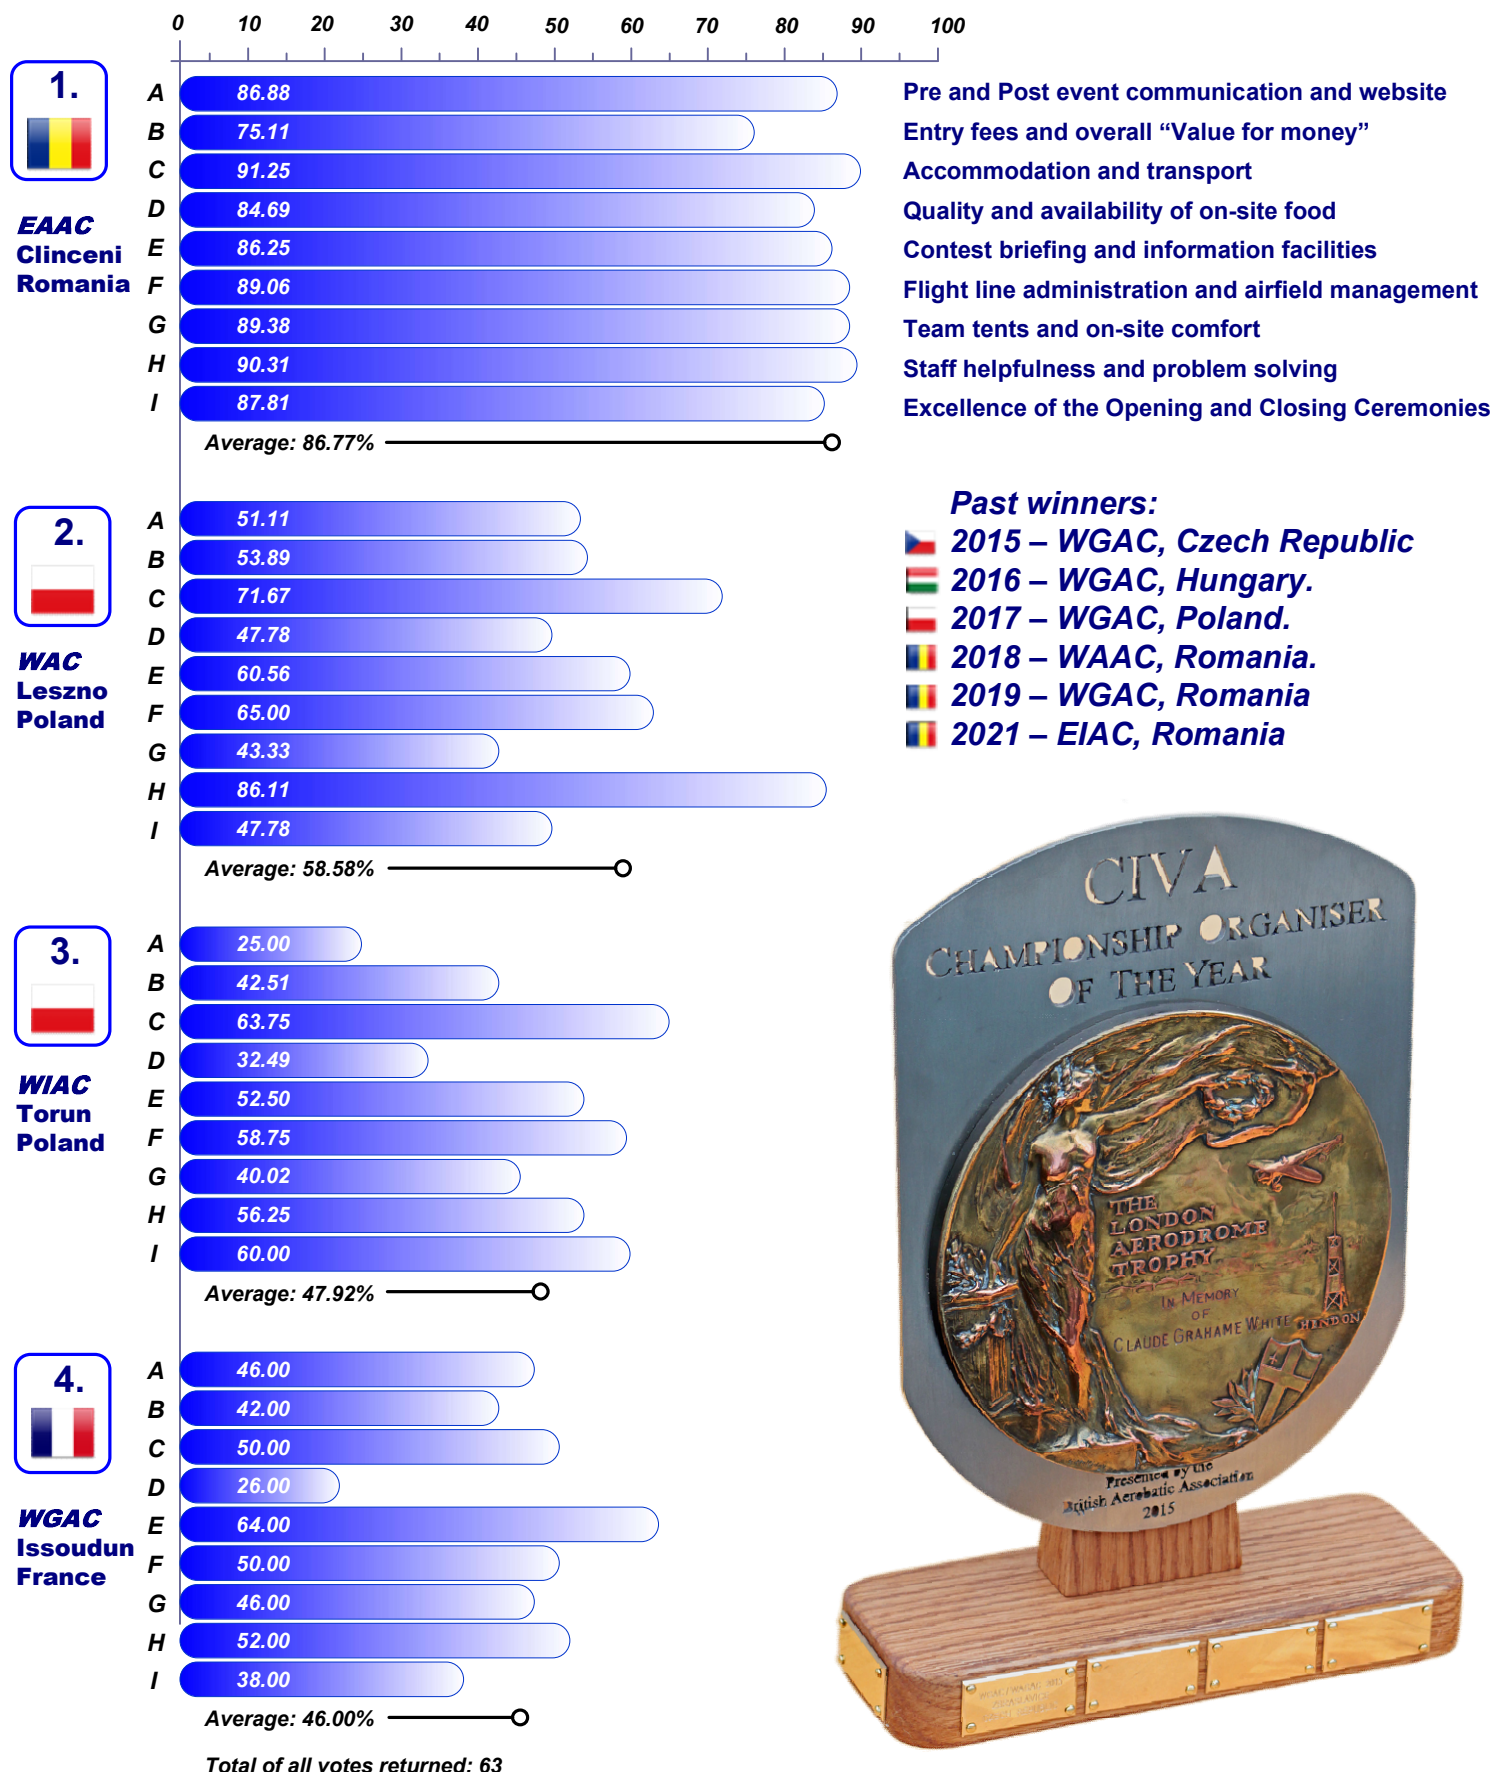 0 10 20 30 40 50 60 70 80 90 100
1.
EAAC
Clinceni
Romania
A 86.88
B 75.11
C 91.25
D 84.69
E 86.25
F 89.06
G 89.38
H 90.31
I 87.81
Average: 86.77%
Pre and Post event communication and website
Entry fees and overall “Value for money”
Accommodation and transport
Quality and availability of on-site food
Contest briefing and information facilities
Flight line administration and airfield management
Team tents and on-site comfort
Staff helpfulness and problem solving
Excellence of the Opening and Closing Ceremonies
2.
WAC
Leszno
Poland
A 51.11
B 53.89
C 71.67
D 47.78
E 60.56
F 65.00
G 43.33
H 86.11
I 47.78
Average: 58.58%
Past winners:
2015 – WGAC, Czech Republic
2016 – WGAC, Hungary.
2017 – WGAC, Poland.
2018 – WAAC, Romania.
2019 – WGAC, Romania
2021 – EIAC, Romania
3.
WIAC
Torun
Poland
A 25.00
B 42.51
C 63.75
D 32.49
E 52.50
F 58.75
G 40.02
H 56.25
I 60.00
Average: 47.92%
4.
WGAC
Issoudun
France
A 46.00
B 42.00
C 50.00
D 26.00
E 64.00
F 50.00
G 46.00
H 52.00
I 38.00
Average: 46.00%
Total of all votes returned: 63
CIVA
CHAMPIONSHIP ORGANISER
OF THE YEAR
THE
LONDON
AERODROME
TROPHY
IN MEMORY
OF
CLAUDE GRAHAME WHITE
HENDON
Presented by the
British Aerobatic Association
2015